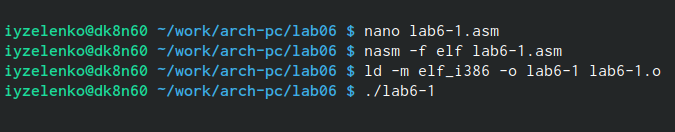 iyzelenko@dk8n60 ~/work/arch-pc/lab06 $ nano lab6-1.asm
iyzelenko@dk8n60 ~/work/arch-pc/lab06 $ nasm -f elf lab6-1.asm
iyzelenko@dk8n60 ~/work/arch-pc/lab06 $ ld -m elf_i386 -o lab6-1 lab6-1.o
iyzelenko@dk8n60 ~/work/arch-pc/lab06 $ ./lab6-1